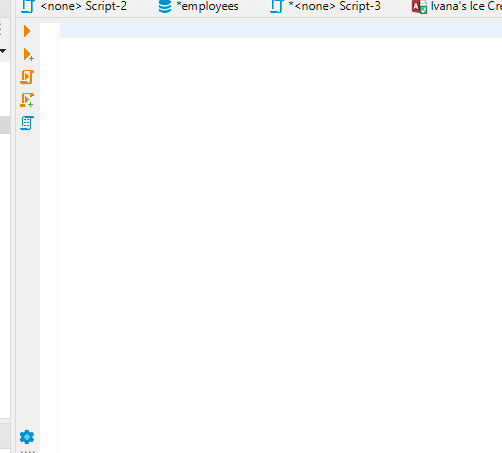 <none> Script-2
*employees
*<none> Script-3
Ivana's Ice Cre